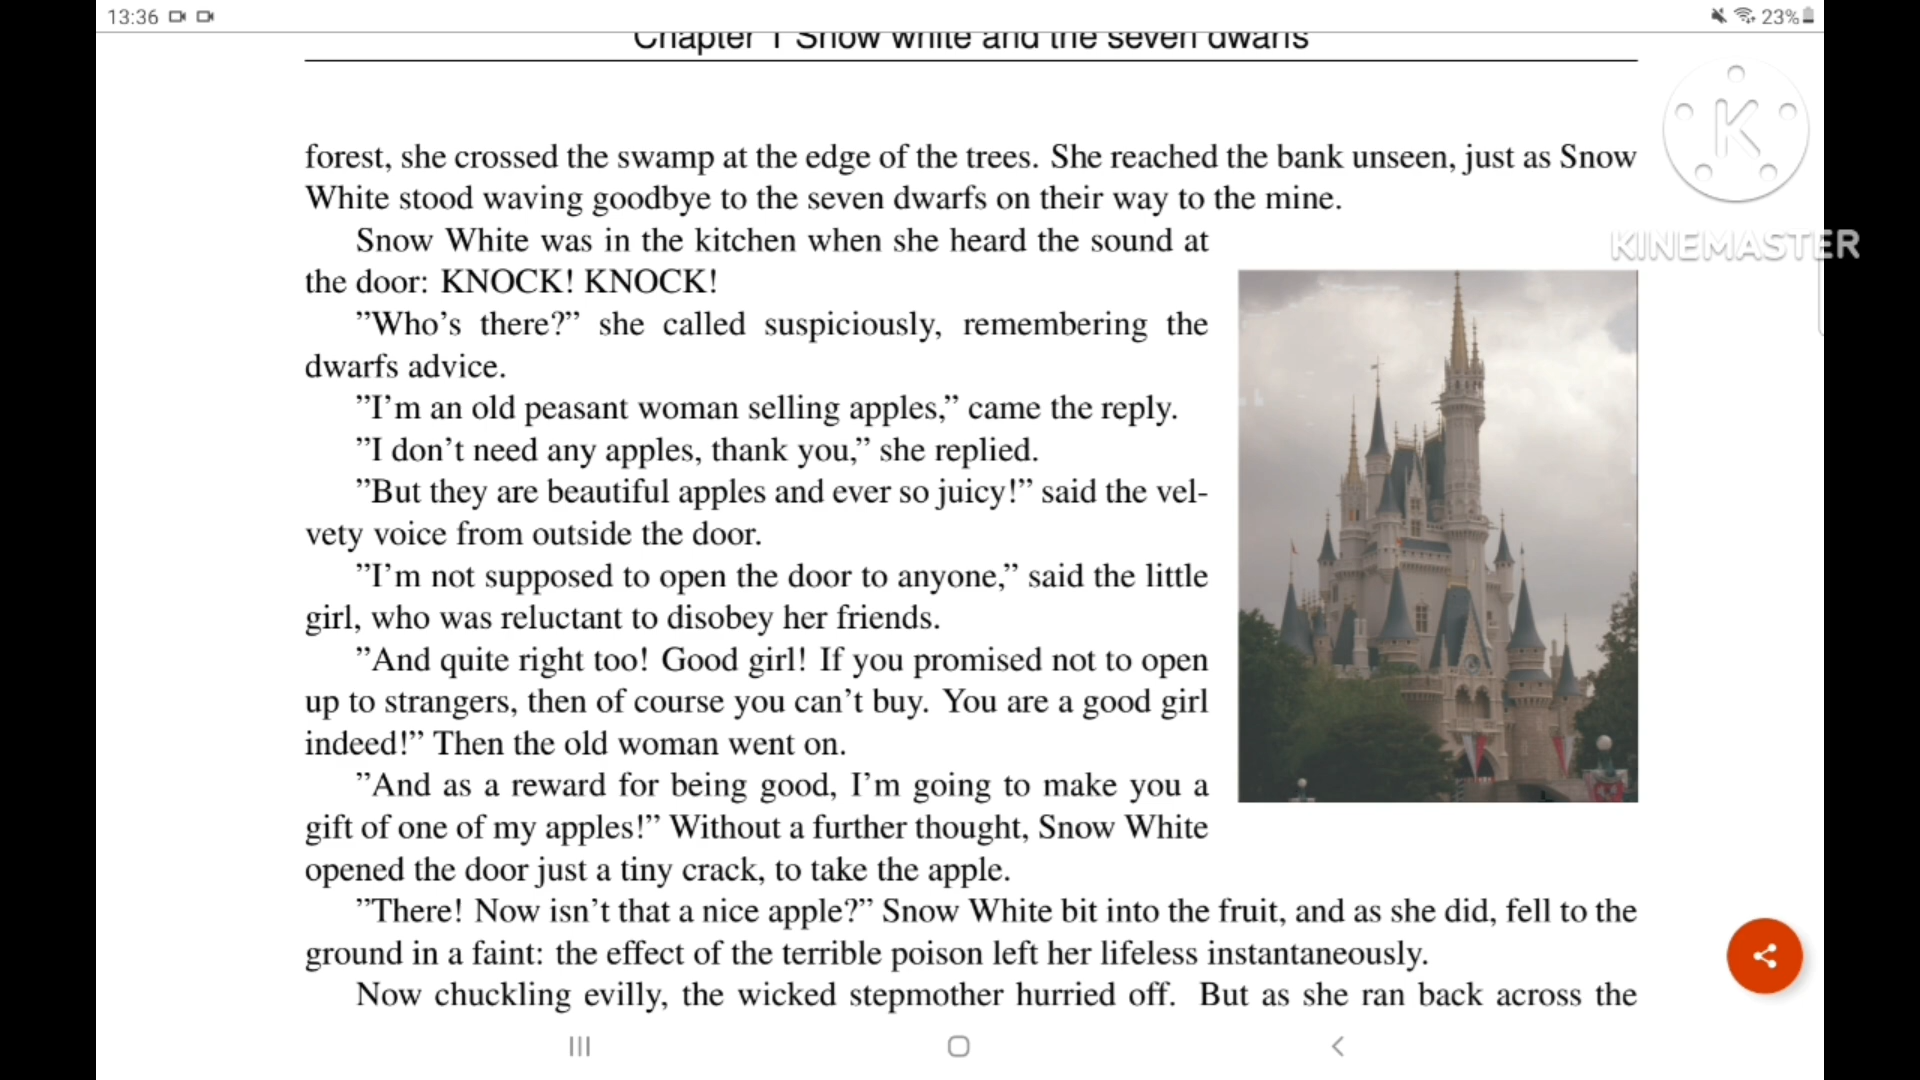 13:36
23%
Chapter 1 Snow White and the seven dwarfs
K
KINEMASTER
forest, she crossed the swamp at the edge of the trees. She reached the bank unseen, just as Snow
White stood waving goodbye to the seven dwarfs on their way to the mine.
Snow White was in the kitchen when she heard the sound at
the door: KNOCK! KNOCK!
”Who’s there?” she called suspiciously, remembering the
dwarfs advice.
”I’m an old peasant woman selling apples,” came the reply.
”I don’t need any apples, thank you,” she replied.
”But they are beautiful apples and ever so juicy!” said the vel-
vety voice from outside the door.
”I’m not supposed to open the door to anyone,” said the little
girl, who was reluctant to disobey her friends.
”And quite right too! Good girl! If you promised not to open
up to strangers, then of course you can’t buy. You are a good girl
indeed!” Then the old woman went on.
”And as a reward for being good, I’m going to make you a
gift of one of my apples!” Without a further thought, Snow White
opened the door just a tiny crack, to take the apple.
”There! Now isn’t that a nice apple?” Snow White bit into the fruit, and as she did, fell to the
ground in a faint: the effect of the terrible poison left her lifeless instantaneously.
Now chuckling evilly, the wicked stepmother hurried off. But as she ran back across the